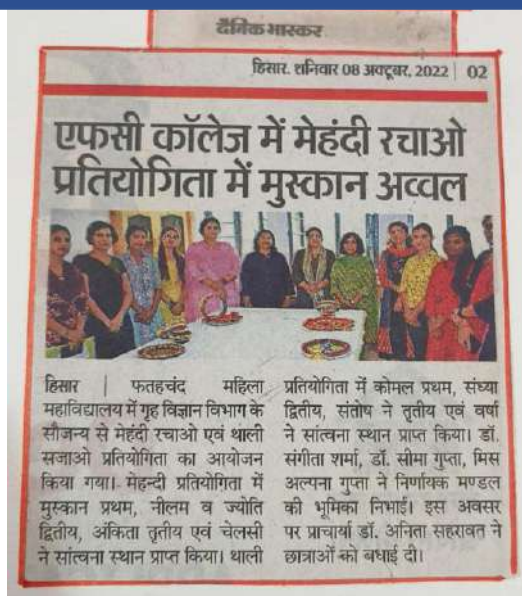 दैनिक भास्कर
हिसार. शनिवार 08 अक्टूबर, 2022 | 02
एफसी कॉलेज में मेहंदी रचाओ
प्रतियोगिता में मुस्कान अव्वल
हिसार | फतहचंद महिला
महाविद्यालय में गृह विज्ञान विभाग के
सौजन्य से मेहंदी रचाओ एवं थाली
सजाओ प्रतियोगिता का आयोजन
किया गया। मेहन्दी प्रतियोगिता में
मुस्कान प्रथम, नीलम व ज्योति
द्वितीय, अंकिता तृतीय एवं चेलसी
ने सांत्वना स्थान प्राप्त किया। थाली
प्रतियोगिता में कोमल प्रथम, संध्या
द्वितीय, संतोष ने तृतीय एवं वर्षा
ने सांत्वना स्थान प्राप्त किया। डॉ.
संगीता शर्मा, डॉ. सीमा गुप्ता, मिस
अल्पना गुप्ता ने निर्णायक मण्डल
की भूमिका निभाई। इस अवसर
पर प्राचार्या डॉ. अनिता सहरावत ने
छात्राओं को बधाई दी।